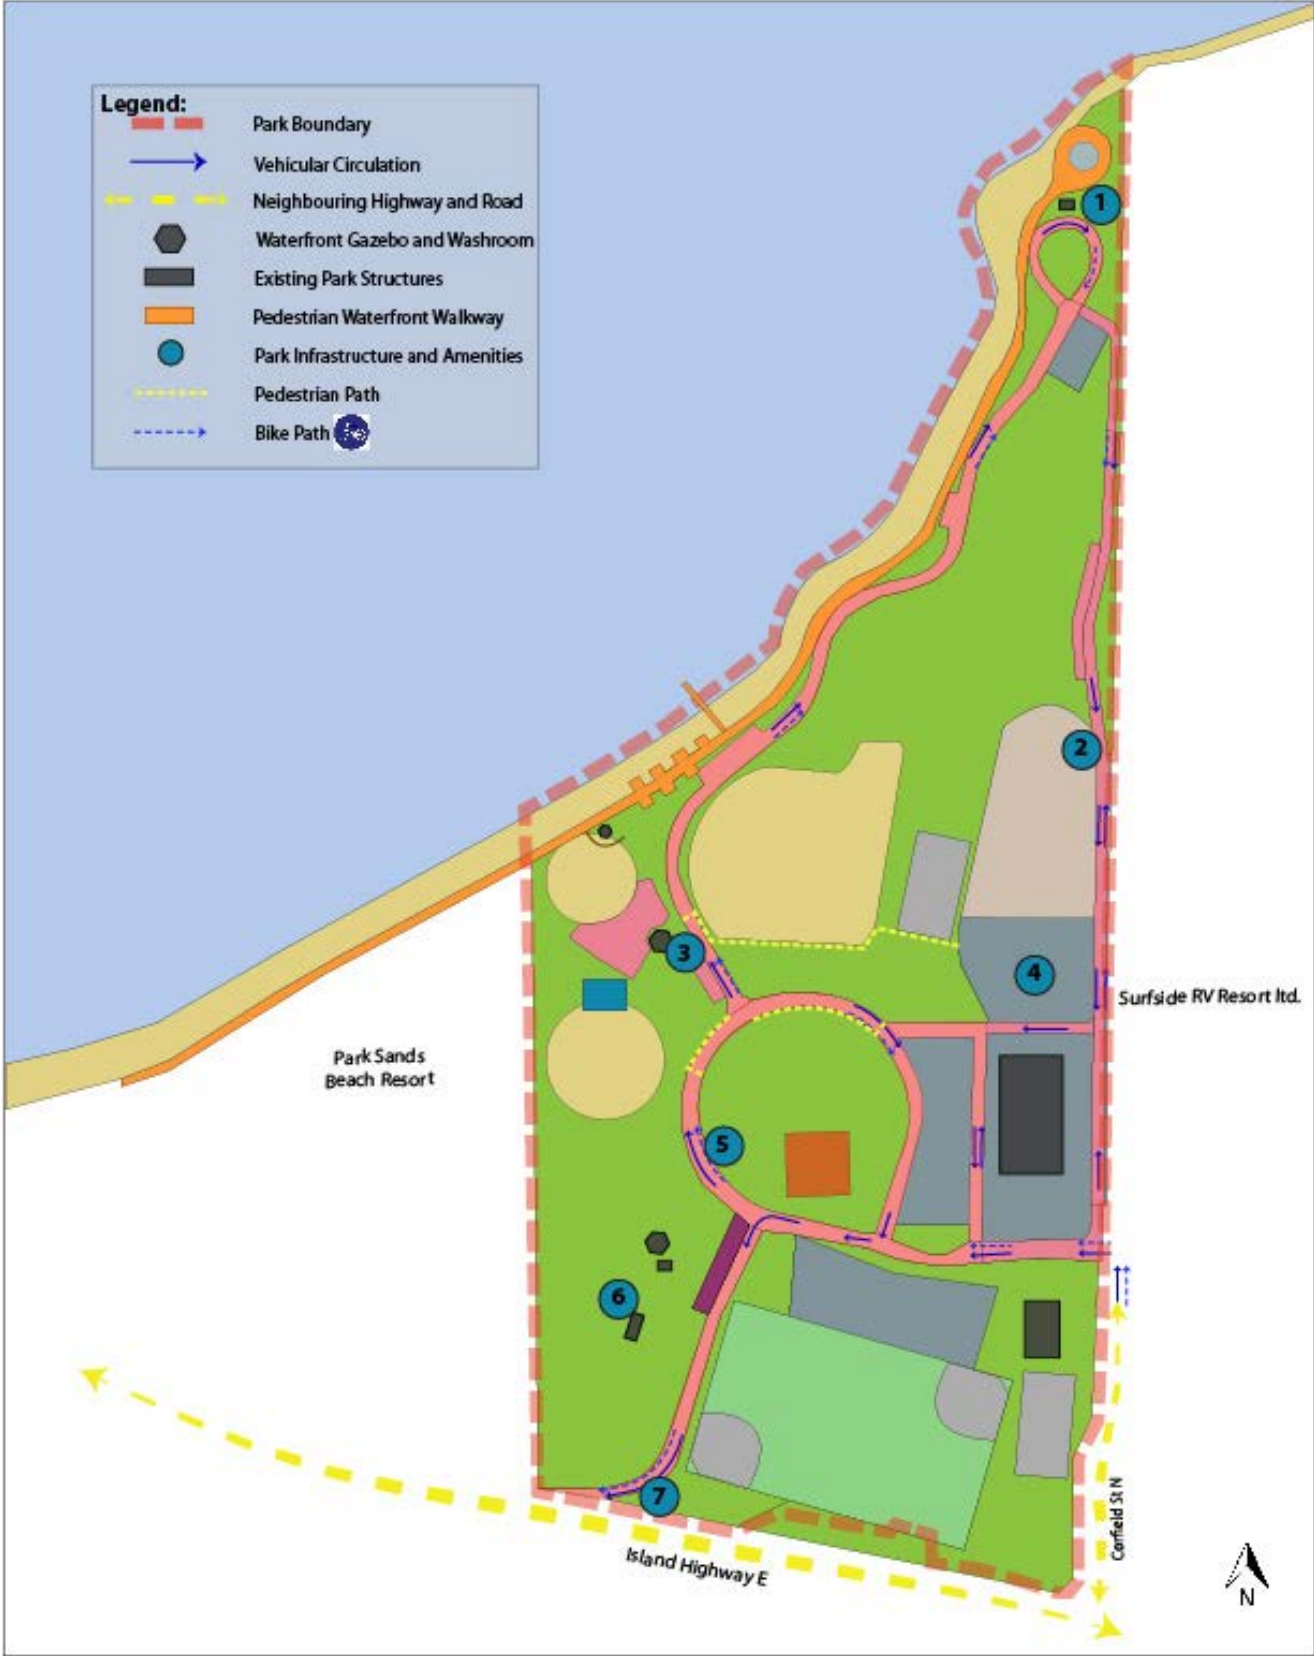 Legend:
Park Boundary
Vehicular Circulation
Neighbouring Highway and Road
Waterfront Gazebo and Washroom
Existing Park Structures
Pedestrian Waterfront Walkway
Park Infrastructure and Amenities
Pedestrian Path
Bike Path
1
2
3
4
Surfside RV Resort ltd.
Park Sands
Beach Resort
5
6
7
Island Highway E
Corfield St N
N